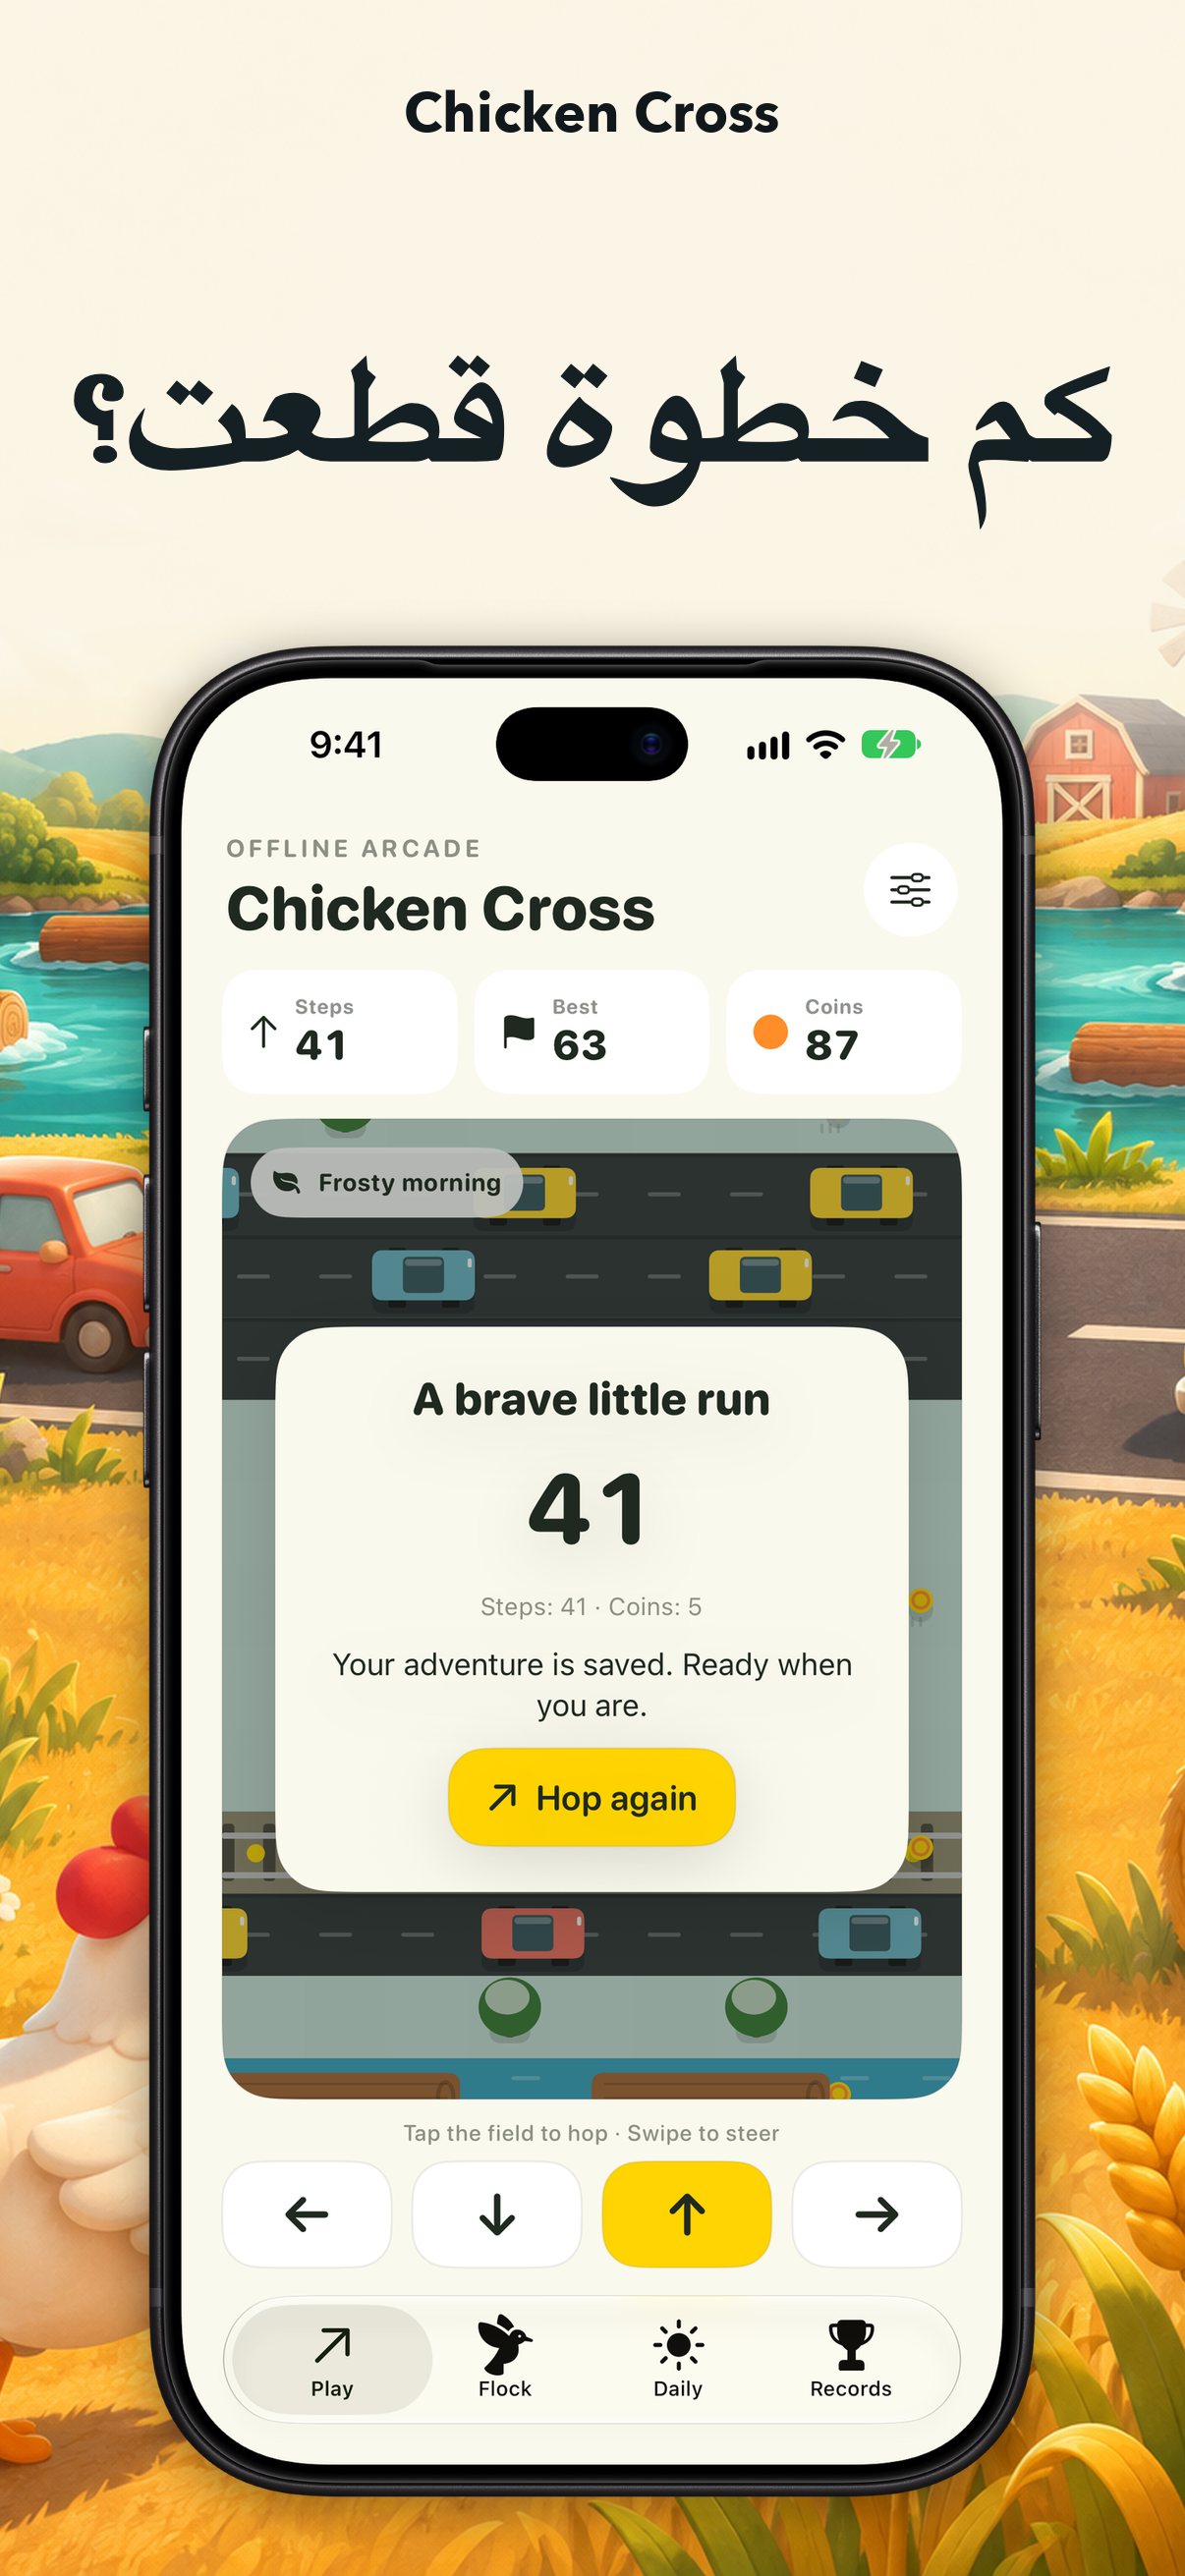 Chicken Cross
كم خطوة قطعت؟
9:41
OFFLINE ARCADE
Chicken Cross
Steps
41
Best
63
Coins
87
Frosty morning
A brave little run
41
Steps: 41 · Coins: 5
Your adventure is saved. Ready when
you are.
Hop again
Tap the field to hop · Swipe to steer
Play
Flock
Daily
Records